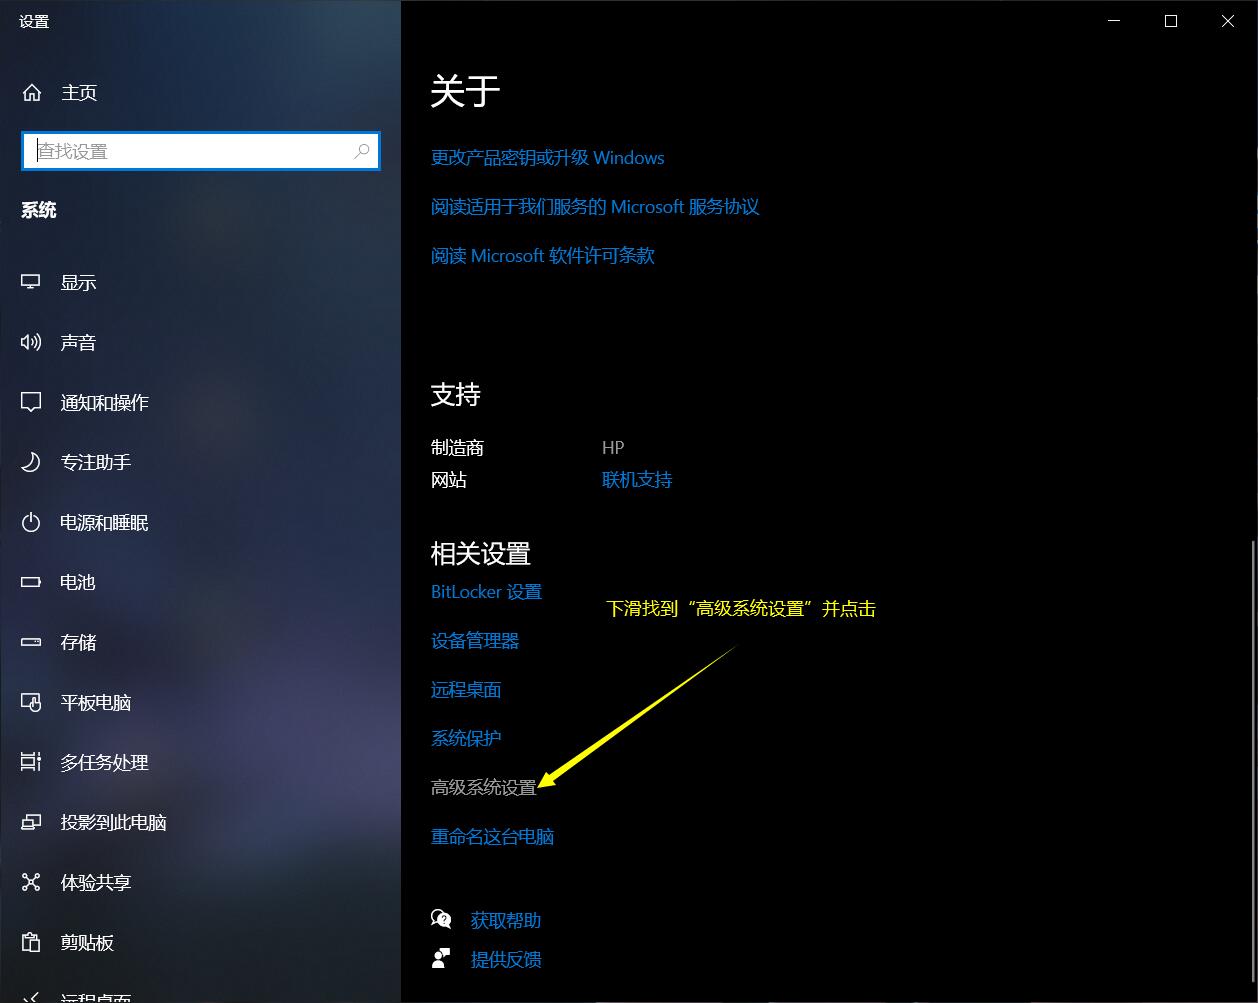 设置
主页
查找设置
系统
显示
声音
通知和操作
专注助手
电源和睡眠
电池
存储
平板电脑
多任务处理
投影到此电脑
体验共享
剪贴板
远程桌面
关于
更改产品密钥或升级 Windows
阅读适用于我们服务的 Microsoft 服务协议
阅读 Microsoft 软件许可条款
支持
制造商 HP
网站 联机支持
相关设置
BitLocker 设置
下滑找到“高级系统设置”并点击
设备管理器
远程桌面
系统保护
高级系统设置
重命名这台电脑
获取帮助
提供反馈